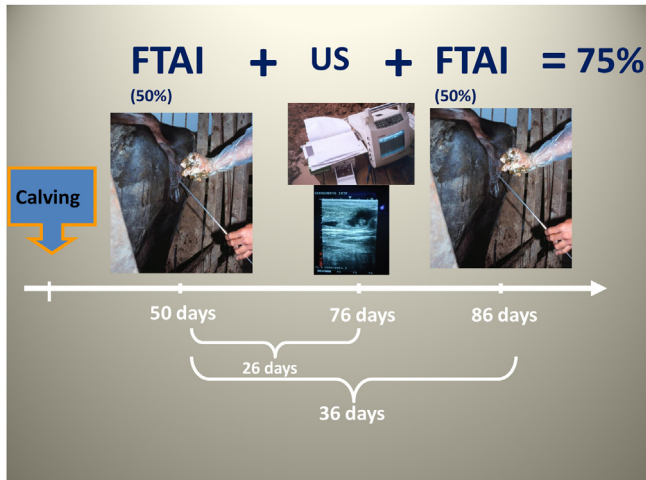 FTAI + US + FTAI = 75%
(50%) (50%)
Calving
50 days 76 days 86 days
26 days
36 days